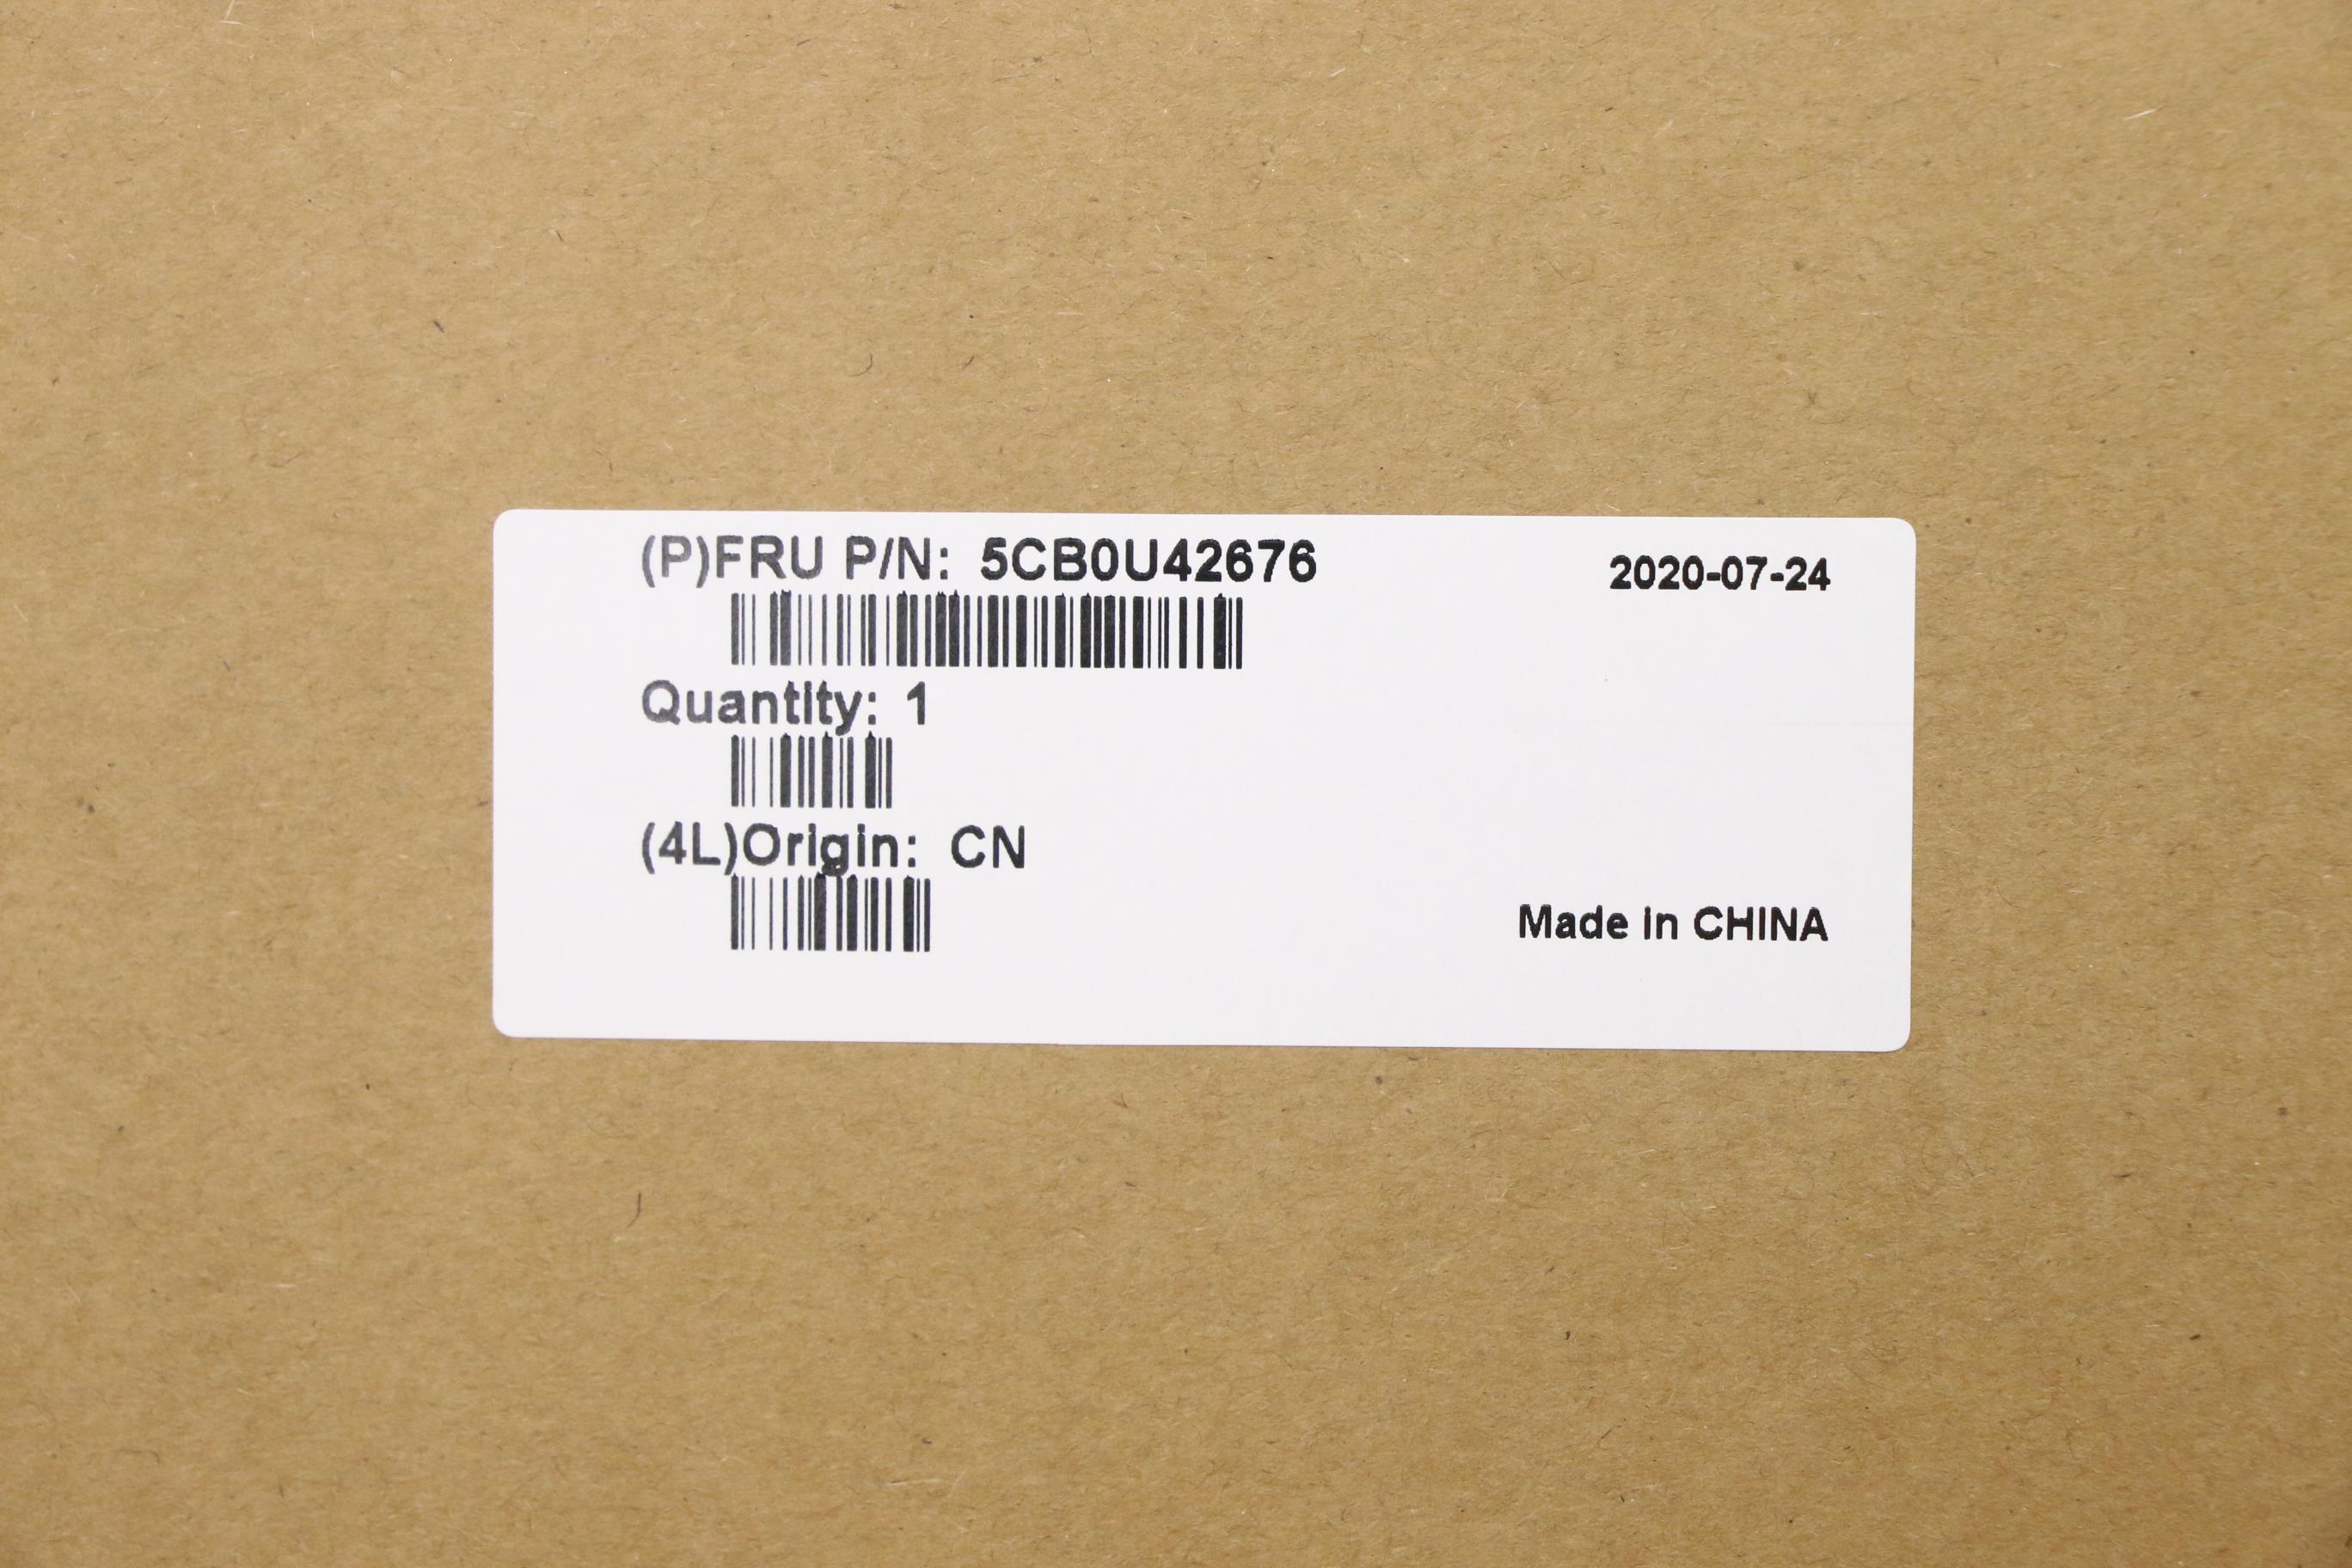 (P)FRU P/N: 5CB0U42676
2020-07-24
Quantity: 1
(4L)Origin: CN
Made in CHINA